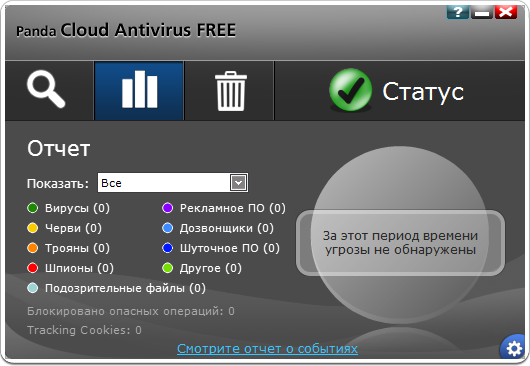 Panda Cloud Antivirus FREE
?
Статус
Отчет
Показать: Все
Вирусы (0)
Рекламное ПО (0)
Черви (0)
Дозвонщики (0)
Трояны (0)
Шуточное ПО (0)
Шпионы (0)
Другое (0)
Подозрительные файлы (0)
За этот период времени
угрозы не обнаружены
Блокировано опасных операций: 0
Tracking Cookies: 0
Смотрите отчет о событиях